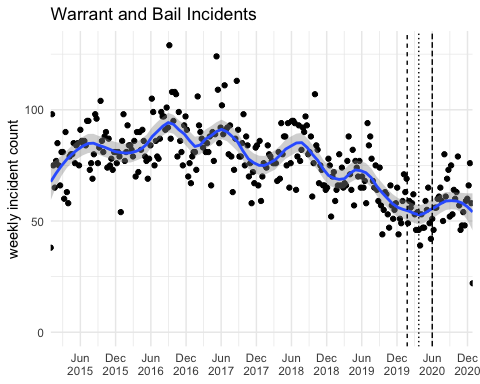 Warrant and Bail Incidents
weekly incident count
100
50
0
Jun Dec Jun Dec Jun Dec Jun Dec Jun Dec Jun Dec
2015 2015 2016 2016 2017 2017 2018 2018 2019 2019 2020 2020